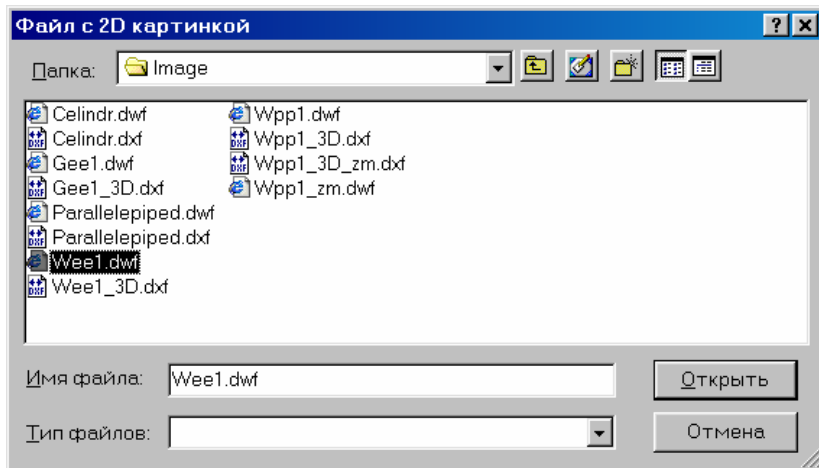 Файл с 2D картинкой
Папка: Image
Celindr.dwf
Celindr.dxf
Gee1.dwf
Gee1_3D.dxf
Parallelepiped.dwf
Parallelepiped.dxf
Wee1.dwf
Wee1_3D.dxf
Wpp1.dwf
Wpp1_3D.dxf
Wpp1_3D_zm.dxf
Wpp1_zm.dwf
Имя файла: Wee1.dwf
Открыть
Тип файлов:
Отмена